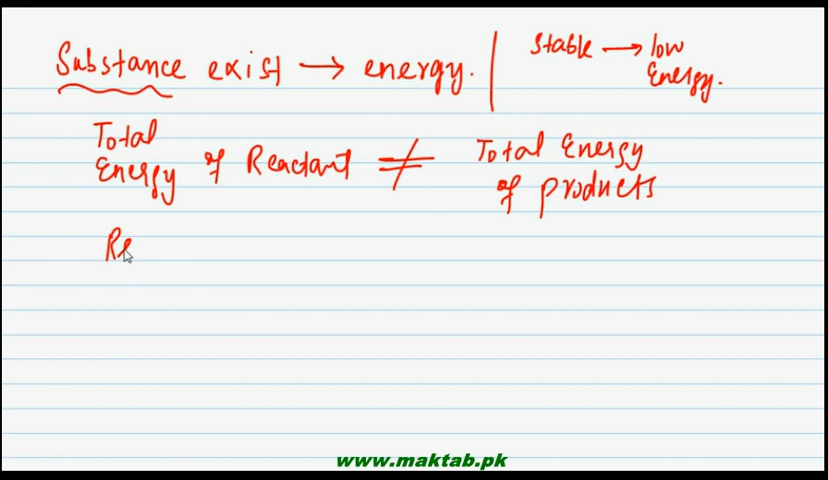 Substance exist → energy.
Stable → low
Energy.
Total
Energy of Reactant ≠ Total Energy
of products
Re
www.maktab.pk